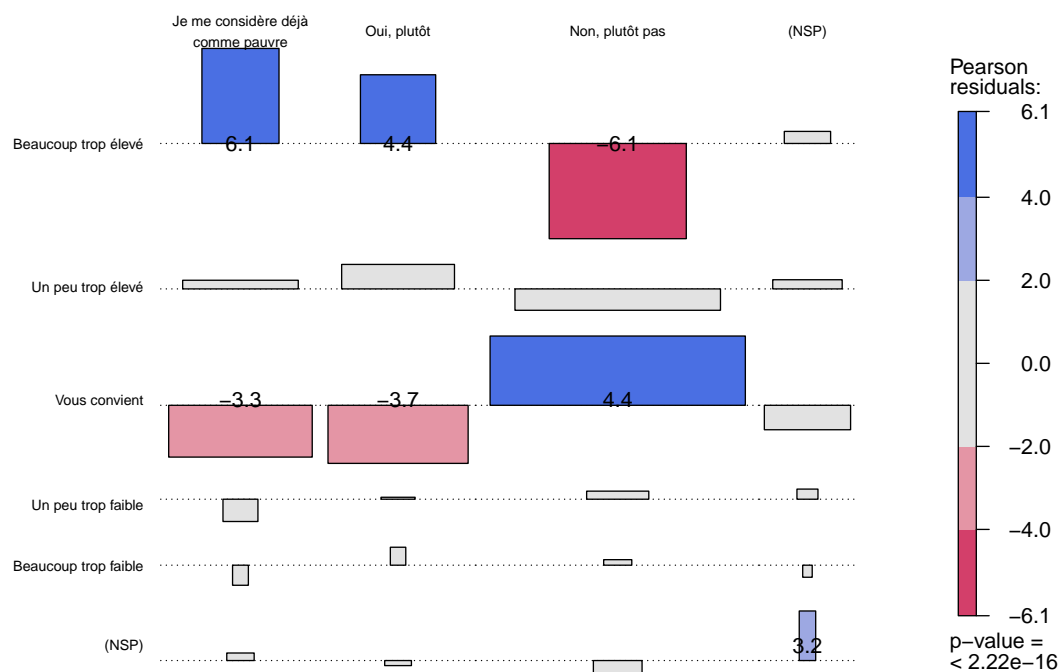 Je me considère déjà
comme pauvre
Oui, plutôt
Non, plutôt pas
(NSP)
Beaucoup trop élevé
6.1
4.4
−6.1
Un peu trop élevé
Vous convient
−3.3
−3.7
4.4
Un peu trop faible
Beaucoup trop faible
(NSP)
3.2
Pearson
residuals:
6.1
4.0
2.0
0.0
−2.0
−4.0
−6.1
p−value =
< 2.22e−16